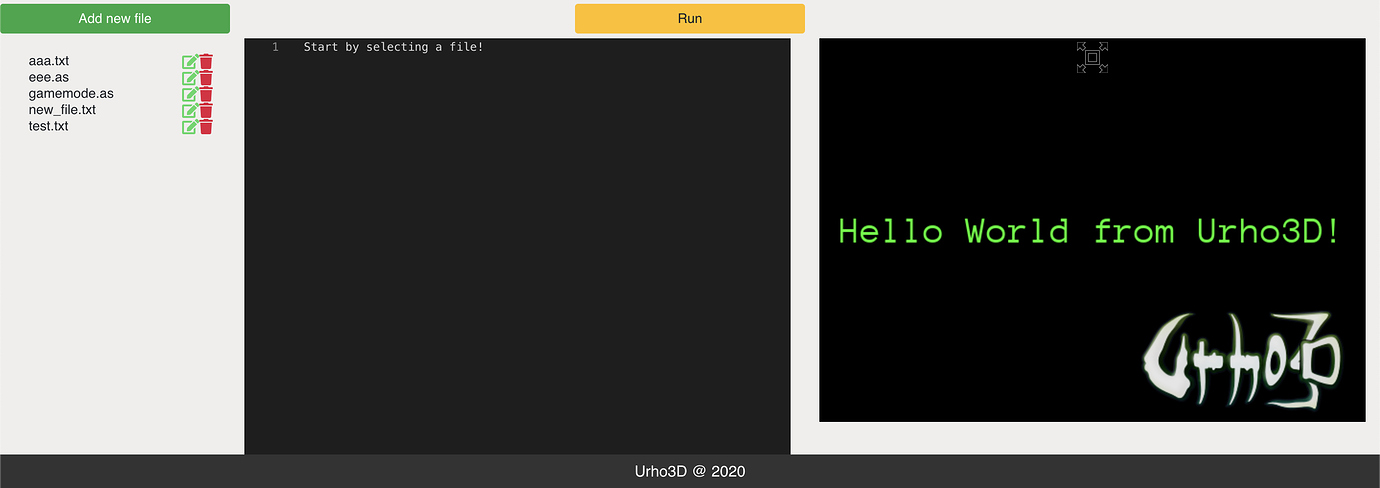 Add new file
Run
aaa.txt
eee.as
gamemode.as
new_file.txt
test.txt
1 Start by selecting a file!
Hello World from Urho3D!
Urho3D
Urho3D @ 2020